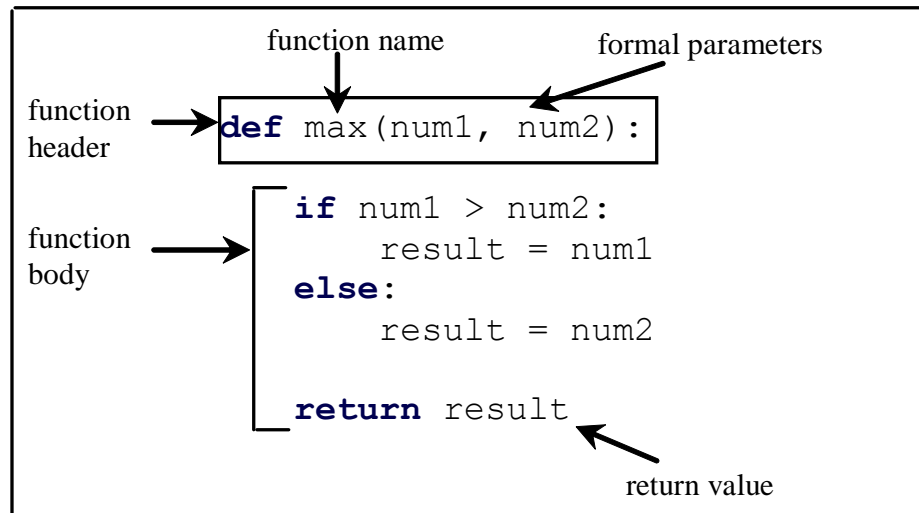 function name
formal parameters
function
header
def max(num1, num2):
if num1 > num2:
result = num1
function
body
else:
result = num2
return result
return value